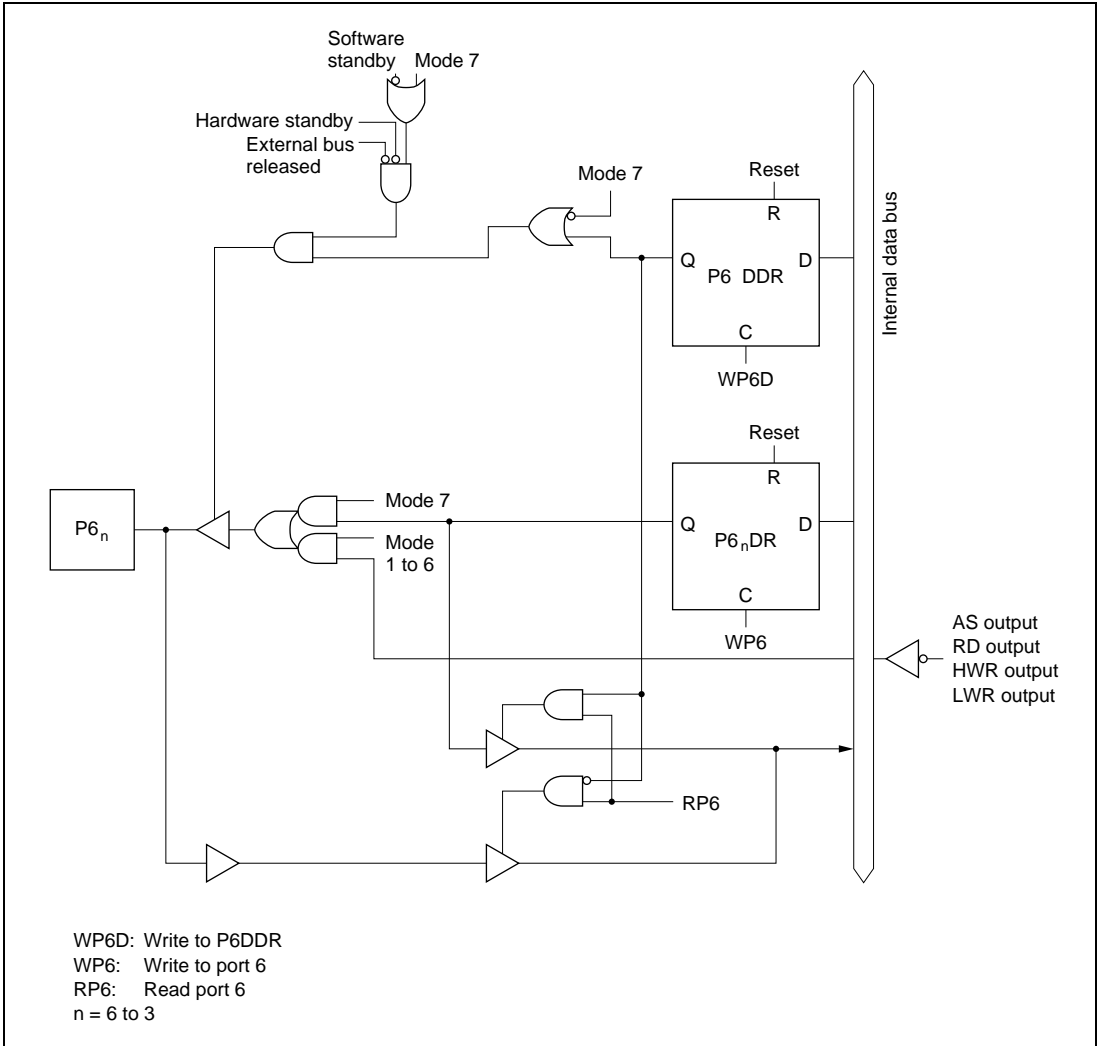 Software
standby Mode 7
Hardware standby
External bus
released
Mode 7
Reset
R
Q P6 DDR D
C
WP6D
Internal data bus
Reset
R
Q P6nDR D
C
WP6
P6n
Mode 7
Mode
1 to 6
AS output
RD output
HWR output
LWR output
RP6
WP6D: Write to P6DDR
WP6: Write to port 6
RP6: Read port 6
n = 6 to 3